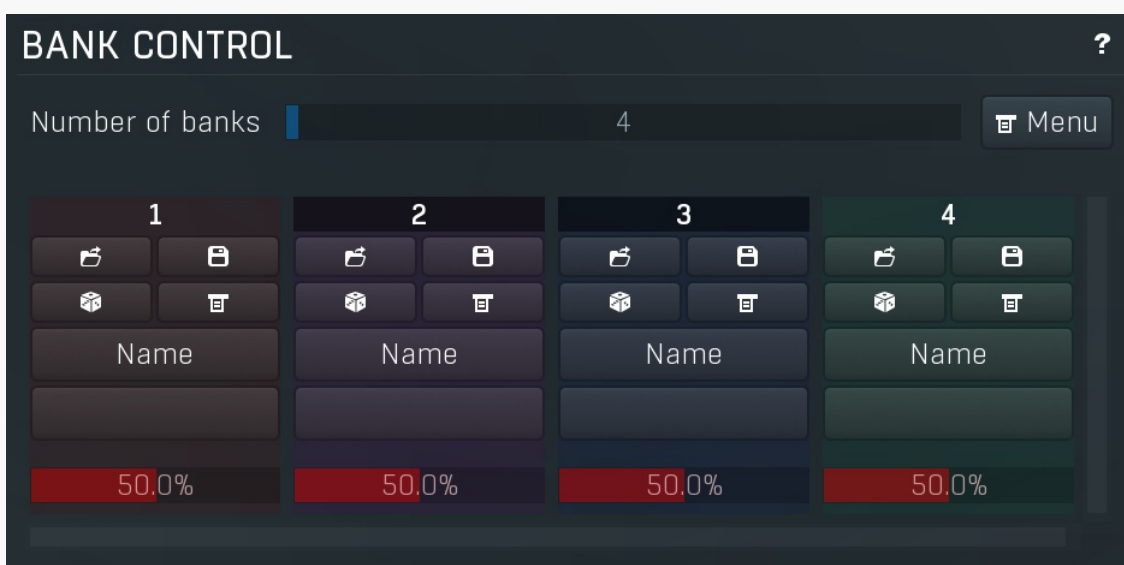 BANK CONTROL ?
Number of banks 4 Menu
1 2 3 4
Name Name Name Name
50.0% 50.0% 50.0% 50.0%